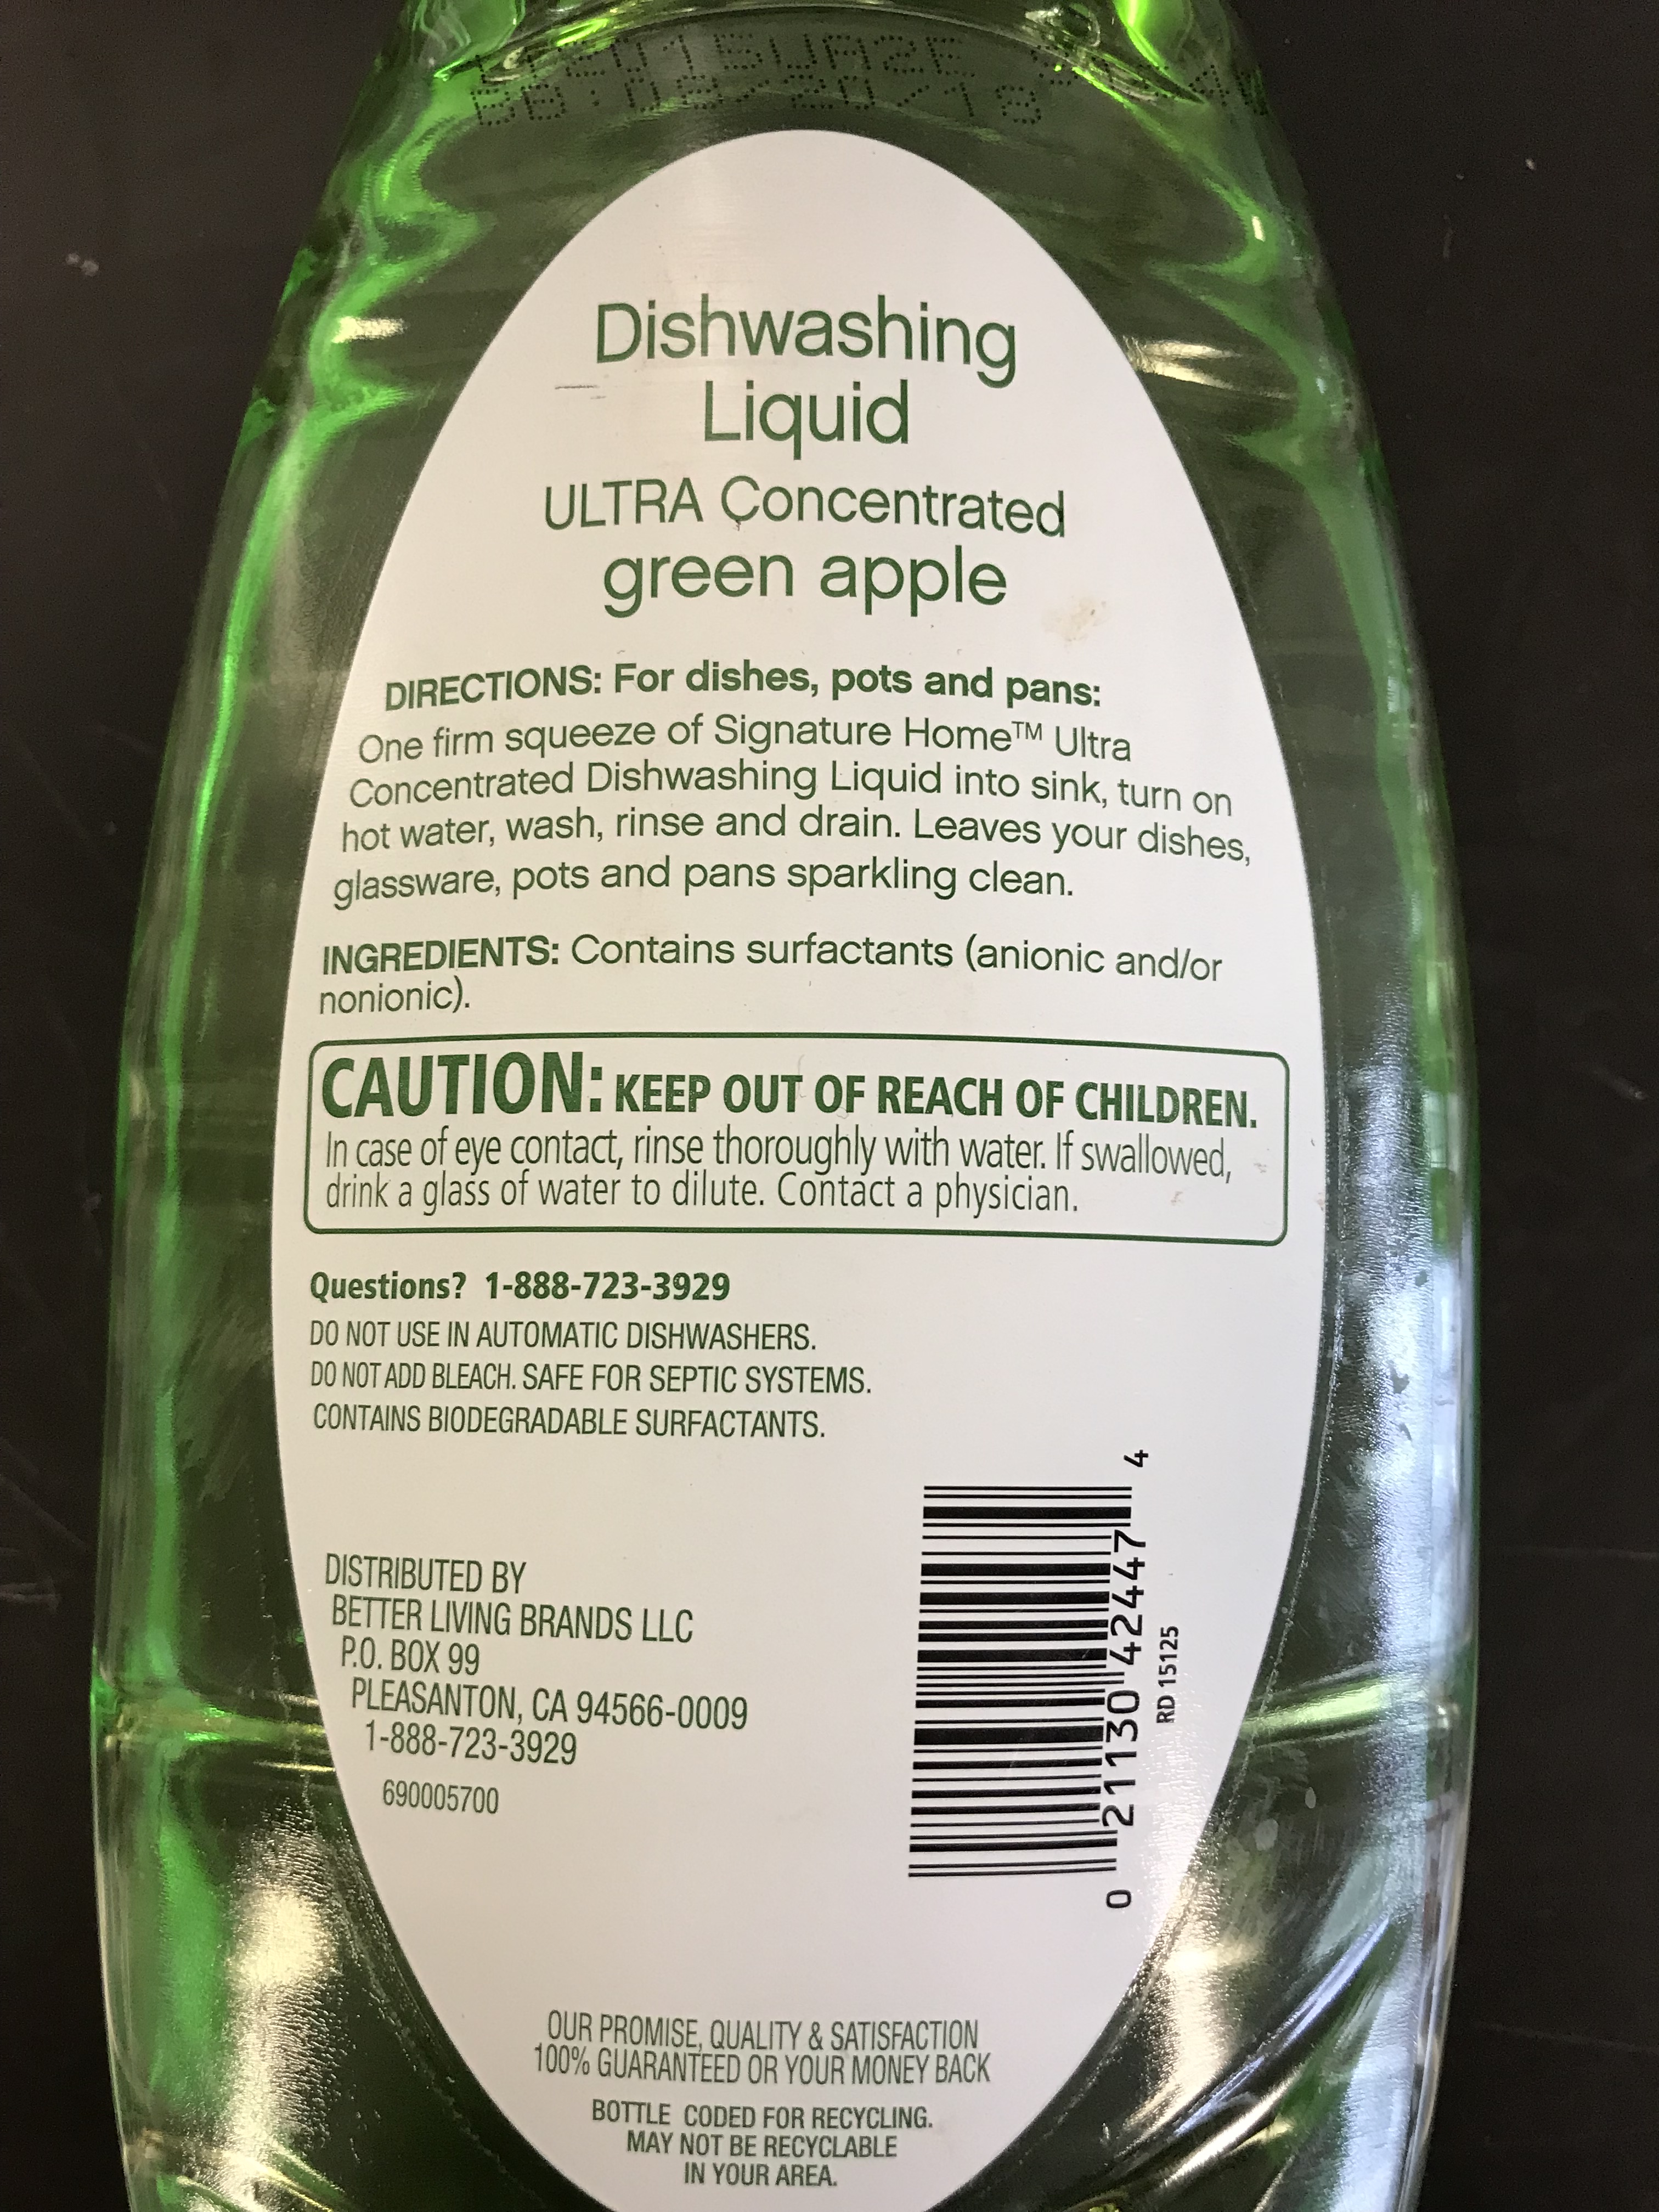 Dishwashing
Liquid
ULTRA Concentrated
green apple
DIRECTIONS: For dishes, pots and pans:
One firm squeeze of Signature Home™ Ultra
Concentrated Dishwashing Liquid into sink, turn on
hot water, wash, rinse and drain. Leaves your dishes,
glassware, pots and pans sparkling clean.
INGREDIENTS: Contains surfactants (anionic and/or
nonionic).
CAUTION: KEEP OUT OF REACH OF CHILDREN.
In case of eye contact, rinse thoroughly with water. If swallowed,
drink a glass of water to dilute. Contact a physician.
Questions? 1-888-723-3929
DO NOT USE IN AUTOMATIC DISHWASHERS.
DO NOT ADD BLEACH. SAFE FOR SEPTIC SYSTEMS.
CONTAINS BIODEGRADABLE SURFACTANTS.
DISTRIBUTED BY
BETTER LIVING BRANDS LLC
P.O. BOX 99
PLEASANTON, CA 94566-0009
1-888-723-3929
690005700
0 21130 42447 4
RD 15125
OUR PROMISE, QUALITY & SATISFACTION
100% GUARANTEED OR YOUR MONEY BACK
BOTTLE CODED FOR RECYCLING.
MAY NOT BE RECYCLABLE
IN YOUR AREA.